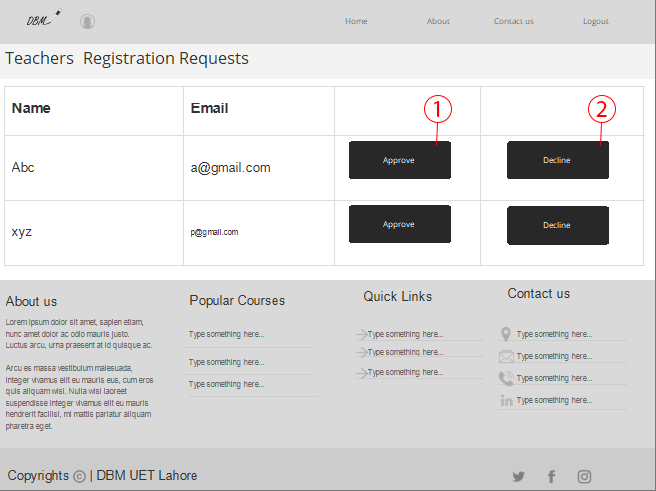 DBM
Home
About
Contact us
Logout
Teachers Registration Requests
Name
Email
1
2
Abc
a@gmail.com
Approve
Decline
xyz
p@gmail.com
Approve
Decline
About us
Lorem ipsum dolor sit amet, sapien etiam,
nunc amet dolor ac odio mauris justo.
Luctus arcu, urna praesent at id quisque ac.
Arcu es massa vestibulum malesuada,
integer vivamus elit eu mauris eus, cum eros
quis aliquam wisi. Nulla wisi laoreet
suspendisse integer vivamus elit eu mauris
hendrerit facilisi, mi mattis pariatur aliquam
pharetra eget.
Popular Courses
Type something here...
Type something here...
Type something here...
Quick Links
Type something here...
Type something here...
Type something here...
Contact us
Type something here...
Type something here...
Type something here...
Type something here...
Copyrights © | DBM UET Lahore